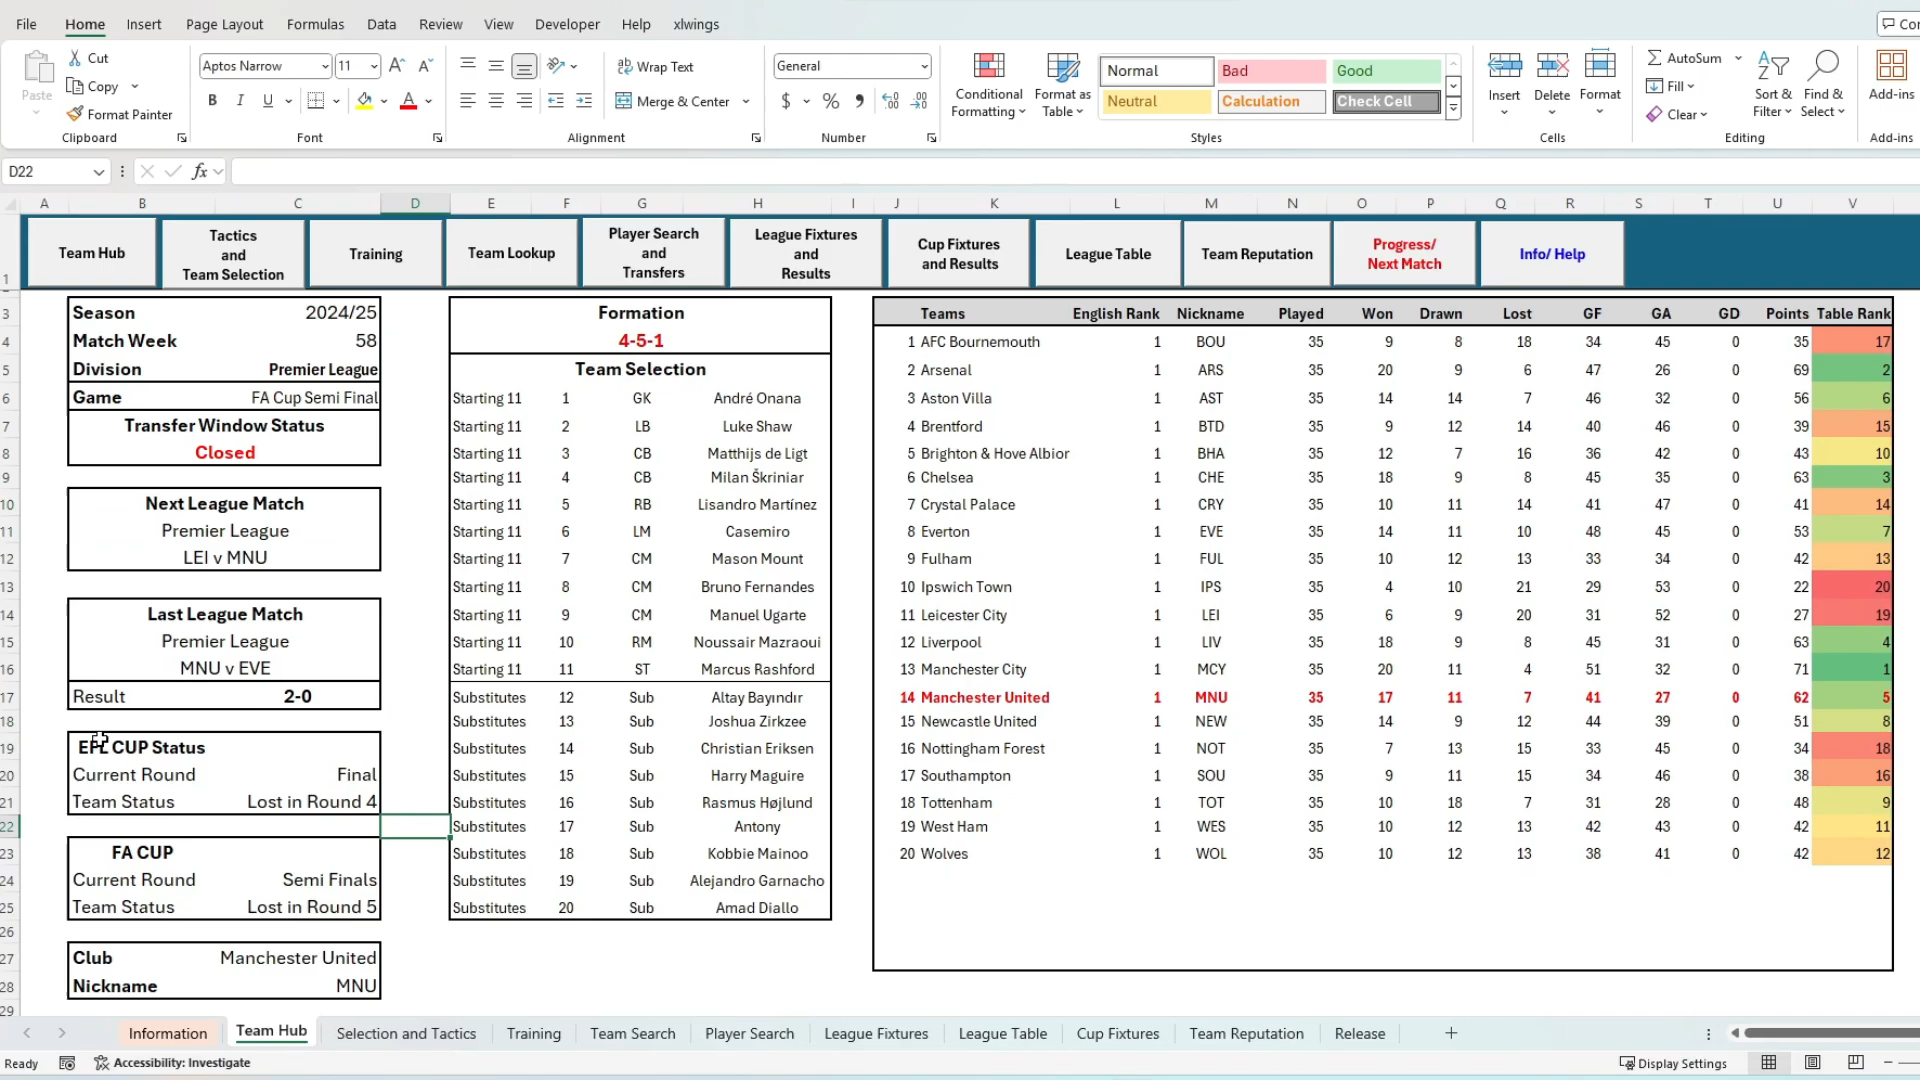 File Home Insert Page Layout Formulas Data Review View Developer Help xlwings
Paste Cut Copy Format Painter Clipboard
Aptos Narrow 11 B I U Font
Wrap Text Merge & Center Alignment
General $ % Number
Conditional Formatting Format as Table
Normal Bad Good
Neutral Calculation Check Cell
Styles
Insert Delete Format Cells
AutoSum Fill Clear Sort & Filter Find & Select Editing
Add-ins Add-ins
D22 fx
A B C D E F G H I J K L M N O P Q R S T U V
1 Team Hub
Tactics and Team Selection
Training
Team Lookup
Player Search and Transfers
League Fixtures and Results
Cup Fixtures and Results
League Table
Team Reputation
Progress/ Next Match
Info/ Help
3 Season 2024/25 Formation Teams English Rank Nickname Played Won Drawn Lost GF GA GD Points Table Rank
4 Match Week 58 4-5-1 1 AFC Bournemouth 1 BOU 35 9 8 18 34 45 0 35 17
5 Division Premier League Team Selection 2 Arsenal 1 ARS 35 20 9 6 47 26 0 69 2
6 Game FA Cup Semi Final Starting 11 1 GK André Onana 3 Aston Villa 1 AST 35 14 14 7 46 32 0 56 6
7 Transfer Window Status Starting 11 2 LB Luke Shaw 4 Brentford 1 BTD 35 9 12 14 40 46 0 39 15
8 Closed Starting 11 3 CB Matthijs de Ligt 5 Brighton & Hove Albior 1 BHA 35 12 7 16 36 42 0 43 10
9 Starting 11 4 CB Milan Škriniar 6 Chelsea 1 CHE 35 18 9 8 45 35 0 63 3
10 Next League Match Starting 11 5 RB Lisandro Martínez 7 Crystal Palace 1 CRY 35 10 11 14 41 47 0 41 14
11 Premier League Starting 11 6 LM Casemiro 8 Everton 1 EVE 35 14 11 10 48 45 0 53 7
12 LEI v MNU Starting 11 7 CM Mason Mount 9 Fulham 1 FUL 35 10 12 13 33 34 0 42 13
13 Starting 11 8 CM Bruno Fernandes 10 Ipswich Town 1 IPS 35 4 10 21 29 53 0 22 20
14 Last League Match Starting 11 9 CM Manuel Ugarte 11 Leicester City 1 LEI 35 6 9 20 31 52 0 27 19
15 Premier League Starting 11 10 RM Noussair Mazraoui 12 Liverpool 1 LIV 35 18 9 8 45 31 0 63 4
16 MNU v EVE Starting 11 11 ST Marcus Rashford 13 Manchester City 1 MCY 35 20 11 4 51 32 0 71 1
17 Result 2-0 Substitutes 12 Sub Altay Bayındır 14 Manchester United 1 MNU 35 17 11 7 41 27 0 62 5
18 Substitutes 13 Sub Joshua Zirkzee 15 Newcastle United 1 NEW 35 14 9 12 44 39 0 51 8
19 EFL CUP Status Substitutes 14 Sub Christian Eriksen 16 Nottingham Forest 1 NOT 35 7 13 15 33 45 0 34 18
20 Current Round Final Substitutes 15 Sub Harry Maguire 17 Southampton 1 SOU 35 9 11 15 34 46 0 38 16
21 Team Status Lost in Round 4 Substitutes 16 Sub Rasmus Højlund 18 Tottenham 1 TOT 35 10 18 7 31 28 0 48 9
22 Substitutes 17 Sub Antony 19 West Ham 1 WES 35 10 12 13 42 43 0 42 11
23 FA CUP Substitutes 18 Sub Kobbie Mainoo 20 Wolves 1 WOL 35 10 12 13 38 41 0 42 12
24 Current Round Semi Finals Substitutes 19 Sub Alejandro Garnacho
25 Team Status Lost in Round 5 Substitutes 20 Sub Amad Diallo
26
27 Club Manchester United
28 Nickname MNU
29
Information Team Hub Selection and Tactics Training Team Search Player Search League Fixtures League Table Cup Fixtures Team Reputation Release
Ready Accessibility: Investigate Display Settings